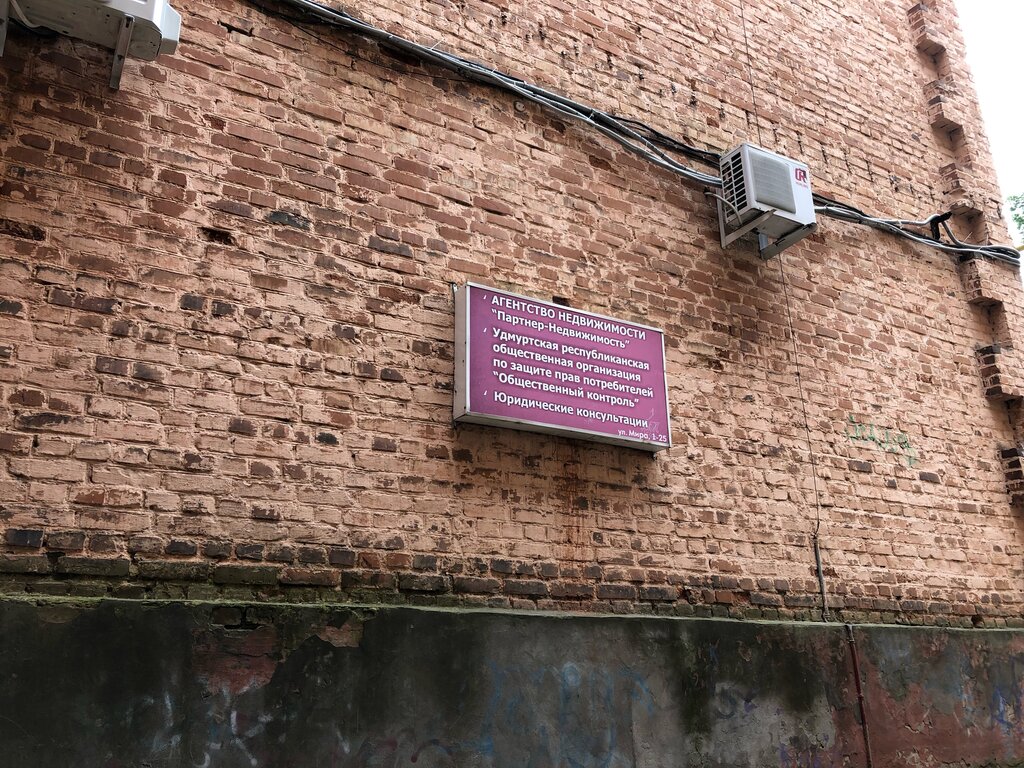 АГЕНТСТВО НЕДВИЖИМОСТИ
"Партнер-Недвижимость"
Удмуртская республиканская
общественная организация
по защите прав потребителей
"Общественный контроль"
Юридические консультации
ул. Мира, 1-25